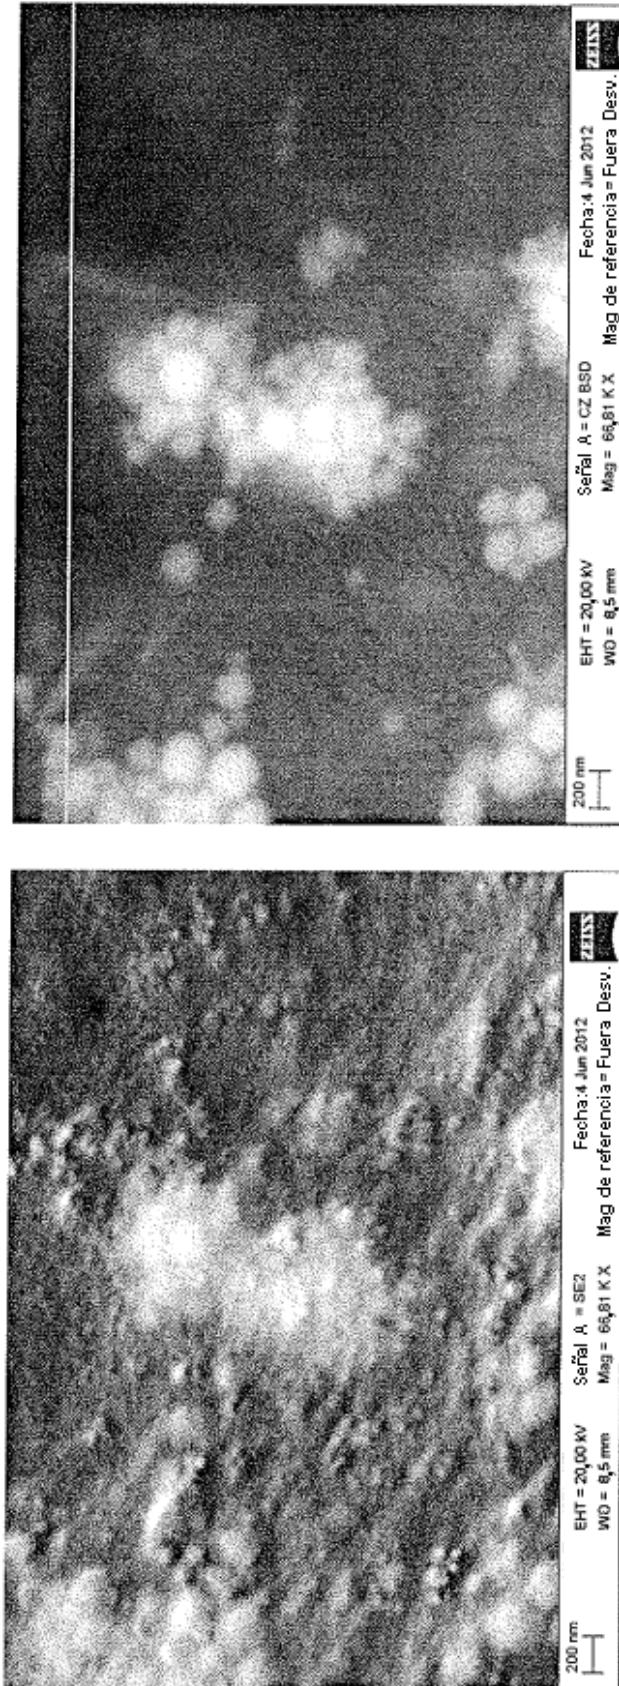 200 nm
EHT = 20,00 kV
WD = 8,5 mm
Señal A = CZ BSD
Mag = 66,81 K X
Fecha:4 Jun 2012
Mag de referencia= Fuera Desv.
ZEISS
200 nm
EHT = 20,00 kV
WD = 8,5 mm
Señal A = SE2
Mag = 66,81 K X
Fecha:4 Jun 2012
Mag de referencia= Fuera Desv.
ZEISS